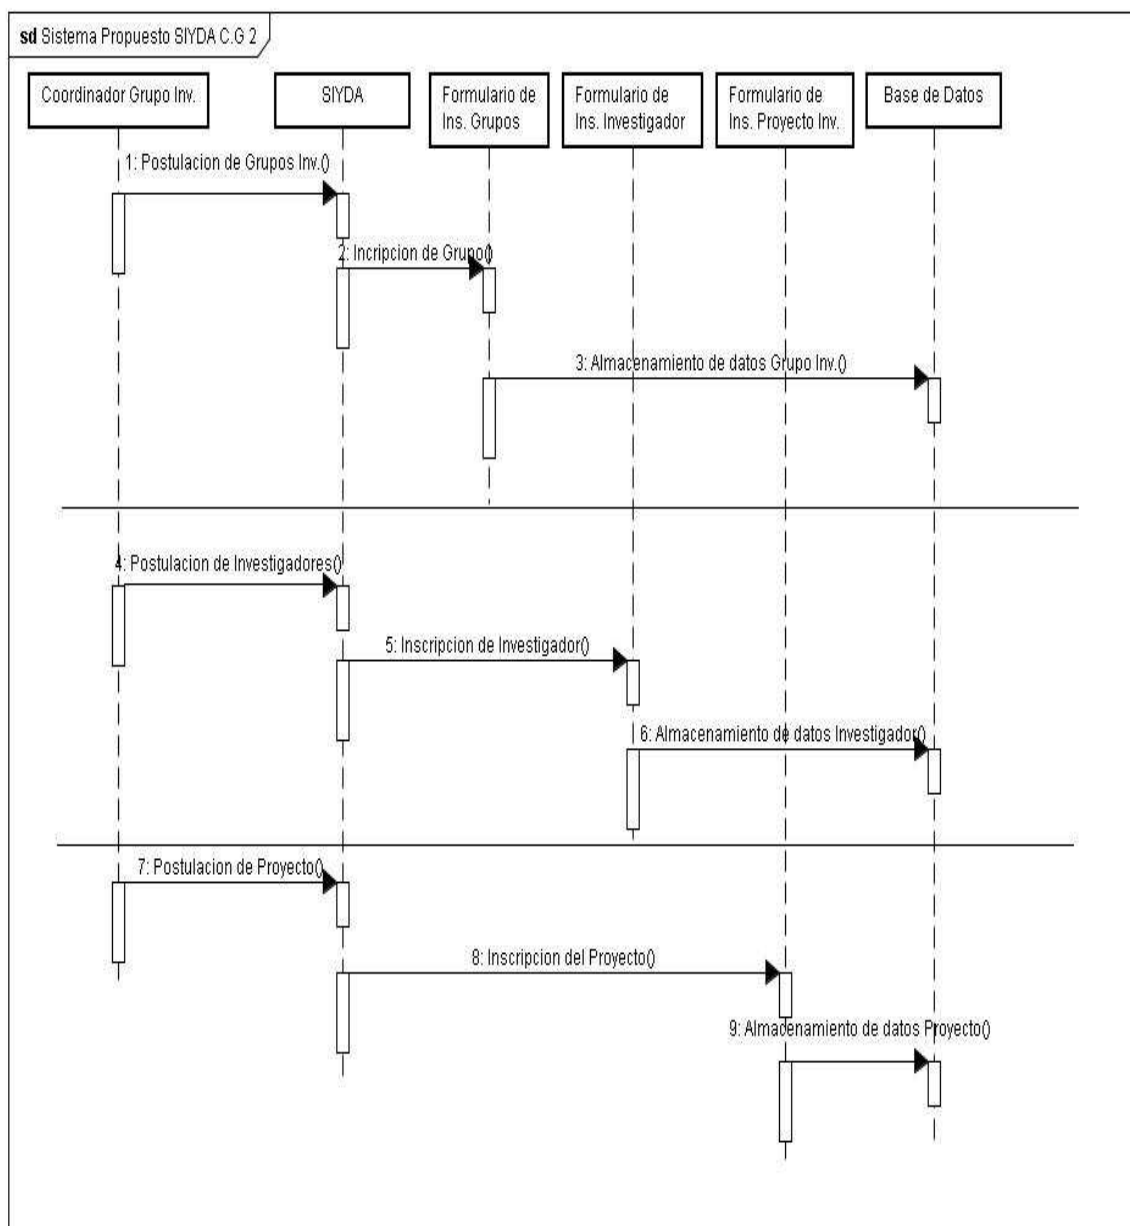 sd Sistema Propuesto SIYDA C.G 2
Coordinador Grupo Inv.
SIYDA
Formulario de
Ins. Grupos
Formulario de
Ins. Investigador
Formulario de
Ins. Proyecto Inv.
Base de Datos
1: Postulacion de Grupos Inv.()
2: Incripcion de Grupo()
3: Almacenamiento de datos Grupo Inv.()
4: Postulacion de Investigadores()
5: Inscripcion de Investigador()
6: Almacenamiento de datos Investigador()
7: Postulacion de Proyecto()
8: Inscripcion del Proyecto()
9: Almacenamiento de datos Proyecto()